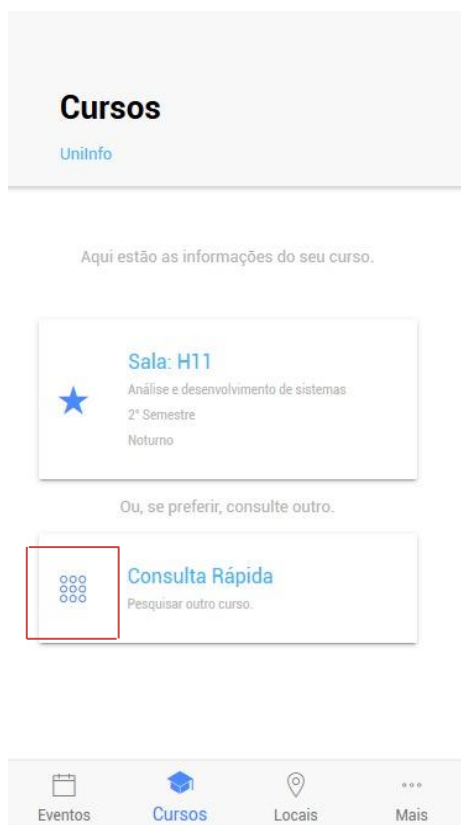 Cursos
UniInfo
Aqui estão as informações do seu curso.
Sala: H11
Análise e desenvolvimento de sistemas
2° Semestre
Noturno
Ou, se preferir, consulte outro.
Consulta Rápida
Pesquisar outro curso.
Eventos Cursos Locais Mais